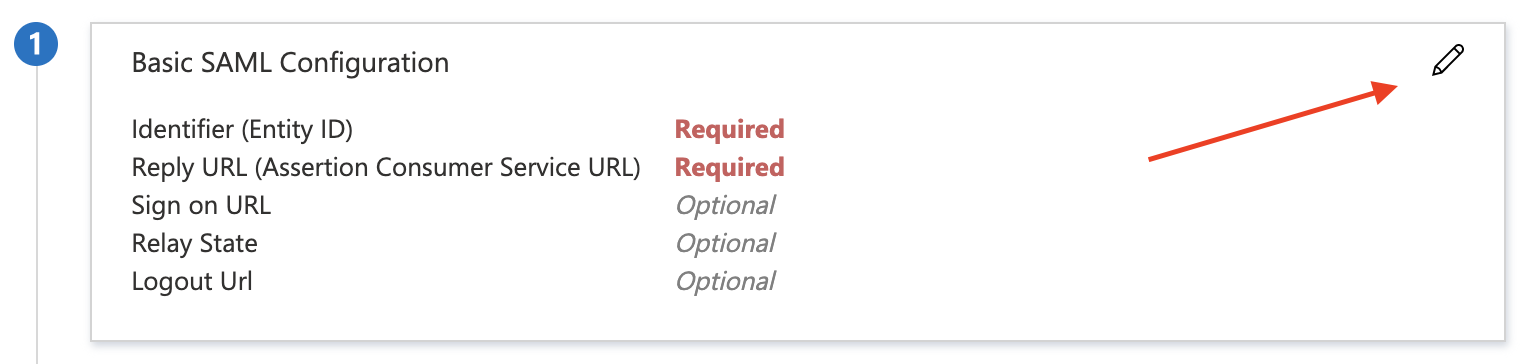 1
Basic SAML Configuration
Identifier (Entity ID) Required
Reply URL (Assertion Consumer Service URL) Required
Sign on URL Optional
Relay State Optional
Logout Url Optional